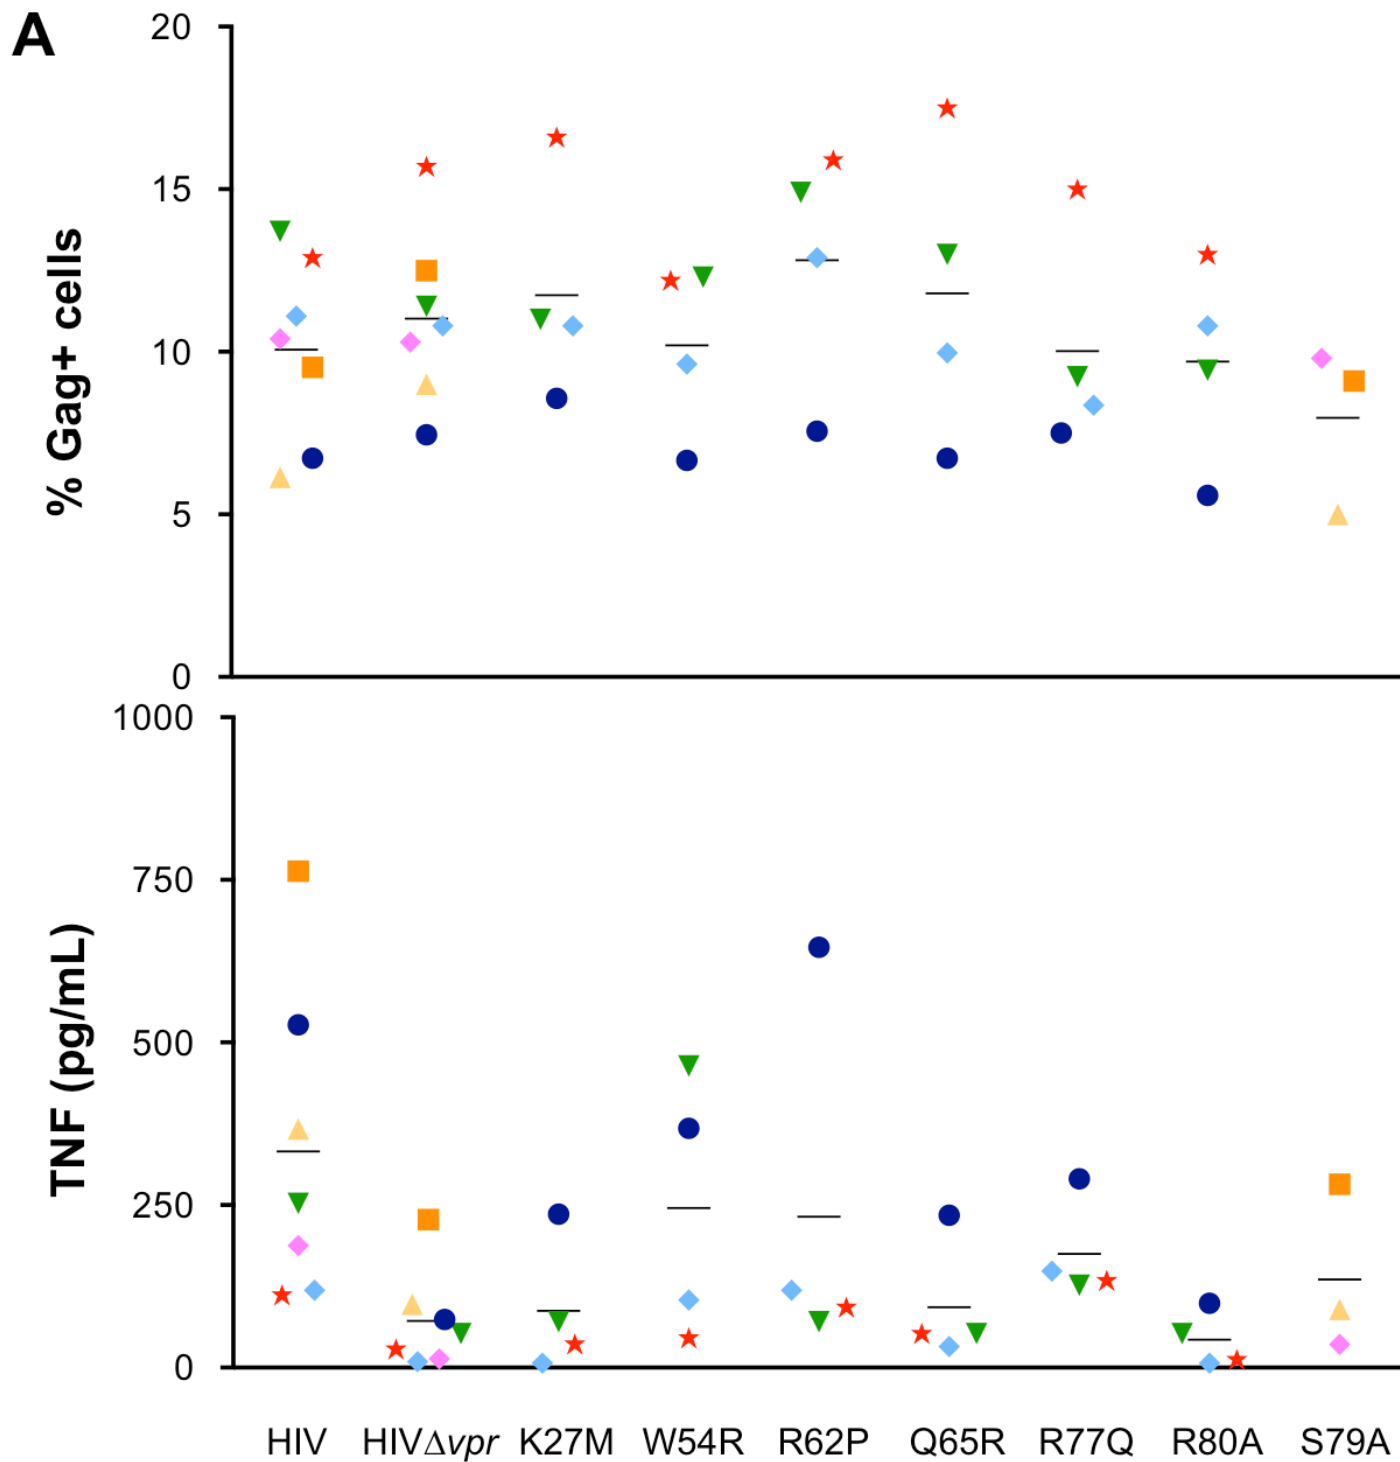 A
20
15
10
5
0
% Gag+ cells
1000
750
500
250
0
TNF (pg/mL)
HIV HIVΔvpr K27M W54R R62P Q65R R77Q R80A S79A